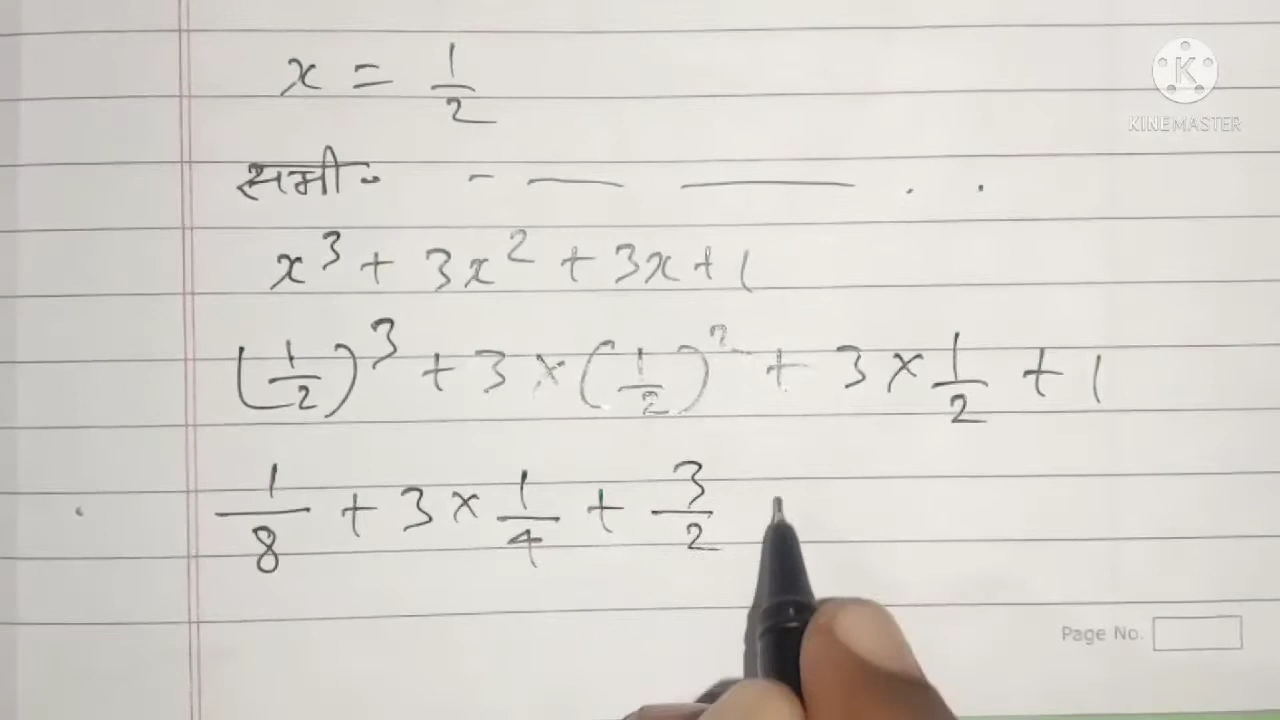 x = 1/2
KINEMASTER
समी० - — — . .
x³ + 3x² + 3x + 1
(1/2)³ + 3 × (1/2)² + 3 × 1/2 + 1
1/8 + 3 × 1/4 + 3/2
Page No.